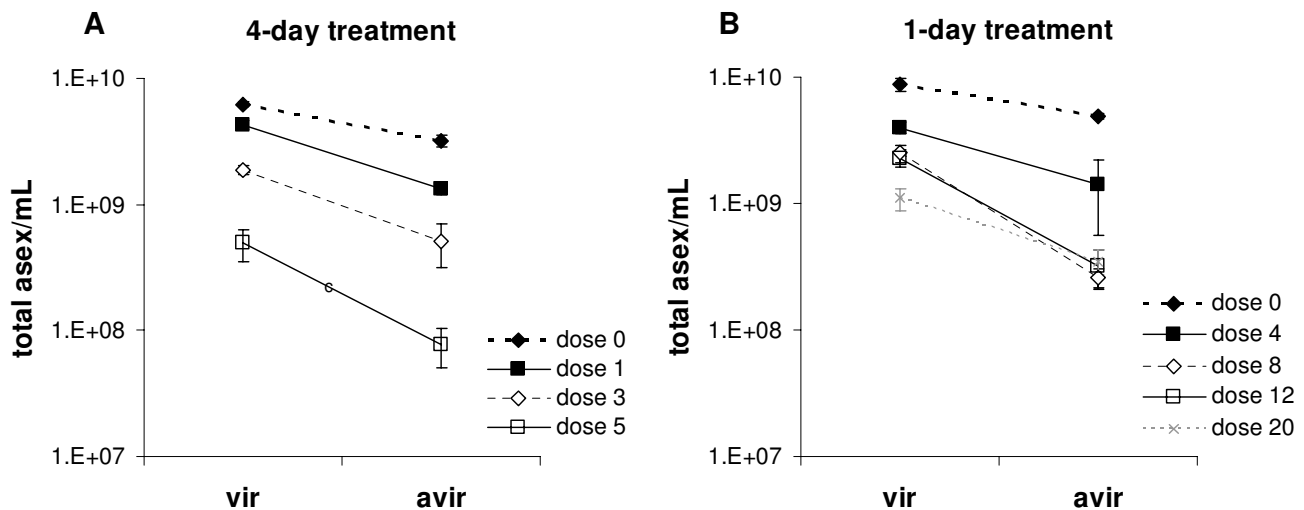 A
4-day treatment
total asex/mL
1.E+10
1.E+09
1.E+08
1.E+07
c
vir
avir
dose 0
dose 1
dose 3
dose 5
B
1-day treatment
total asex/mL
1.E+10
1.E+09
1.E+08
1.E+07
vir
avir
dose 0
dose 4
dose 8
dose 12
dose 20